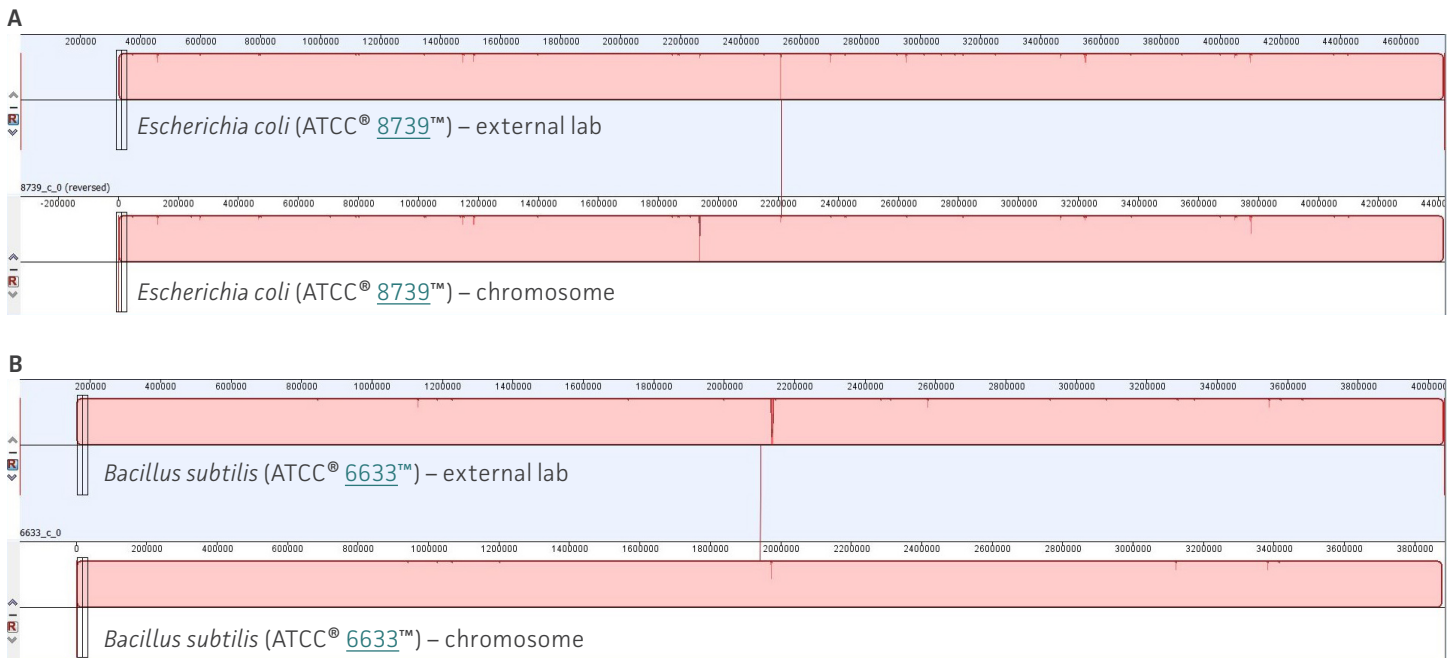 A
200000 400000 600000 800000 1000000 1200000 1400000 1600000 1800000 2000000 2200000 2400000 2600000 2800000 3000000 3200000 3400000 3600000 3800000 4000000 4200000 4400000 4600000
R
Escherichia coli (ATCC® 8739™) – external lab
8739_c_0 (reversed)
-200000 0 200000 400000 600000 800000 1000000 1200000 1400000 1600000 1800000 2000000 2200000 2400000 2600000 2800000 3000000 3200000 3400000 3600000 3800000 4000000 4200000 44000
R
Escherichia coli (ATCC® 8739™) – chromosome
B
200000 400000 600000 800000 1000000 1200000 1400000 1600000 1800000 2000000 2200000 2400000 2600000 2800000 3000000 3200000 3400000 3600000 3800000 4000000
R
Bacillus subtilis (ATCC® 6633™) – external lab
6633_c_0
0 200000 400000 600000 800000 1000000 1200000 1400000 1600000 1800000 2000000 2200000 2400000 2600000 2800000 3000000 3200000 3400000 3600000 3800000
R
Bacillus subtilis (ATCC® 6633™) – chromosome